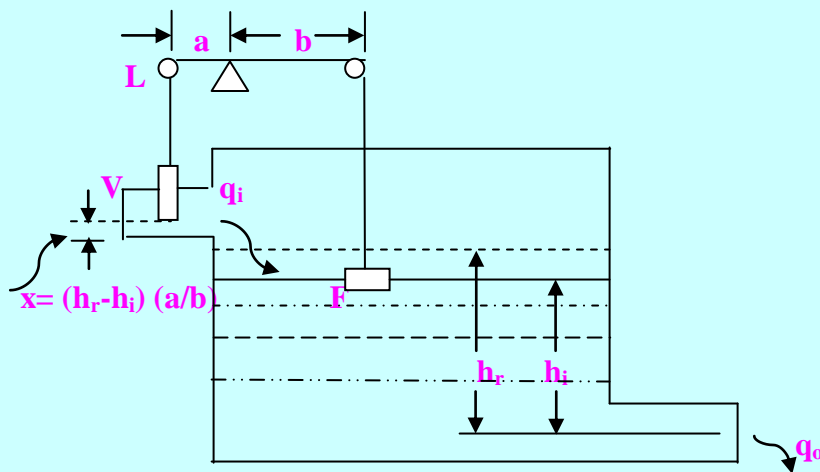 a b
L
V
qᵢ
F
x= (hᵣ-hᵢ) (a/b)
hᵣ hᵢ
qₒ